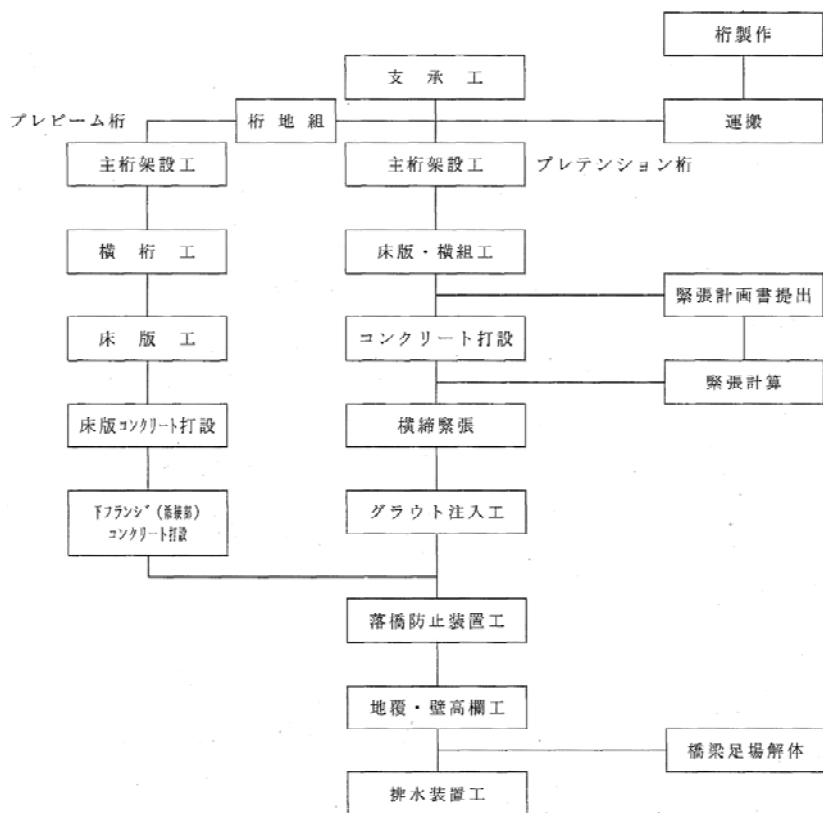 桁製作
支承工
プレビーム桁
桁地組
運搬
主桁架設工
主桁架設工
プレテンション桁
横桁工
床版・横組工
緊張計画書提出
床版工
コンクリート打設
緊張計算
床版コンクリート打設
横締緊張
下フランジ(添接部)
コンクリート打設
グラウト注入工
落橋防止装置工
地覆・壁高欄工
橋梁足場解体
排水装置工